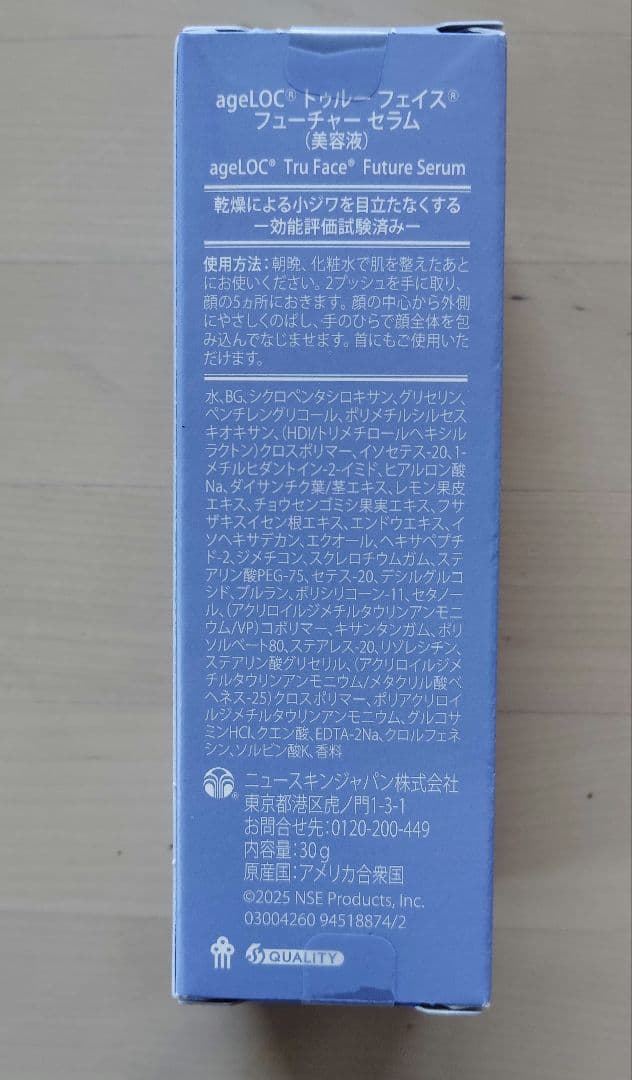 ageLOC® トゥルー フェイス®
フューチャー セラム
(美容液)
ageLOC® Tru Face® Future Serum
乾燥による小ジワを目立たなくする
ー効能評価試験済みー
使用方法：朝晩、化粧水で肌を整えたあと
にお使いください。2プッシュを手に取り、
顔の5ヵ所におきます。顔の中心から外側
にやさしくのばし、手のひらで顔全体を包
み込んでなじませます。首にもご使用いた
だけます。
水、BG、シクロペンタシロキサン、グリセリン、
ペンチレングリコール、ポリメチルシルセス
キオキサン、(HDI/トリメチロールヘキシル
ラクトン)クロスポリマー、イソセテス-20、1-
メチルヒダントイン-2-イミド、ヒアルロン酸
Na、ダイサンチク葉/茎エキス、レモン果皮
エキス、チョウセンゴミシ果実エキス、フサ
ザキスイセン根エキス、エンドウエキス、イ
ソヘキサデカン、エクオール、ヘキサペプチ
ド-2、ジメチコン、スクレロチウムガム、ステ
アリン酸PEG-75、セテス-20、デシルグルコ
シド、プルラン、ポリシリコーン-11、セタノー
ル、(アクリロイルジメチルタウリンアンモニ
ウム/VP)コポリマー、キサンタンガム、ポリ
ソルベート80、ステアレス-20、リゾレシチン、
ステアリン酸グリセリル、(アクリロイルジメ
チルタウリンアンモニウム/メタクリル酸ベ
ヘネス-25)クロスポリマー、ポリアクリロイ
ルジメチルタウリンアンモニウム、グルコサ
ミンHCl、クエン酸、EDTA-2Na、クロルフェネ
シン、ソルビン酸K、香料
ニュースキンジャパン株式会社
東京都港区虎ノ門1-3-1
お問合せ先：0120-200-449
内容量：30g
原産国：アメリカ合衆国
©2025 NSE Products, Inc.
03004260 94518874/2
QUALITY